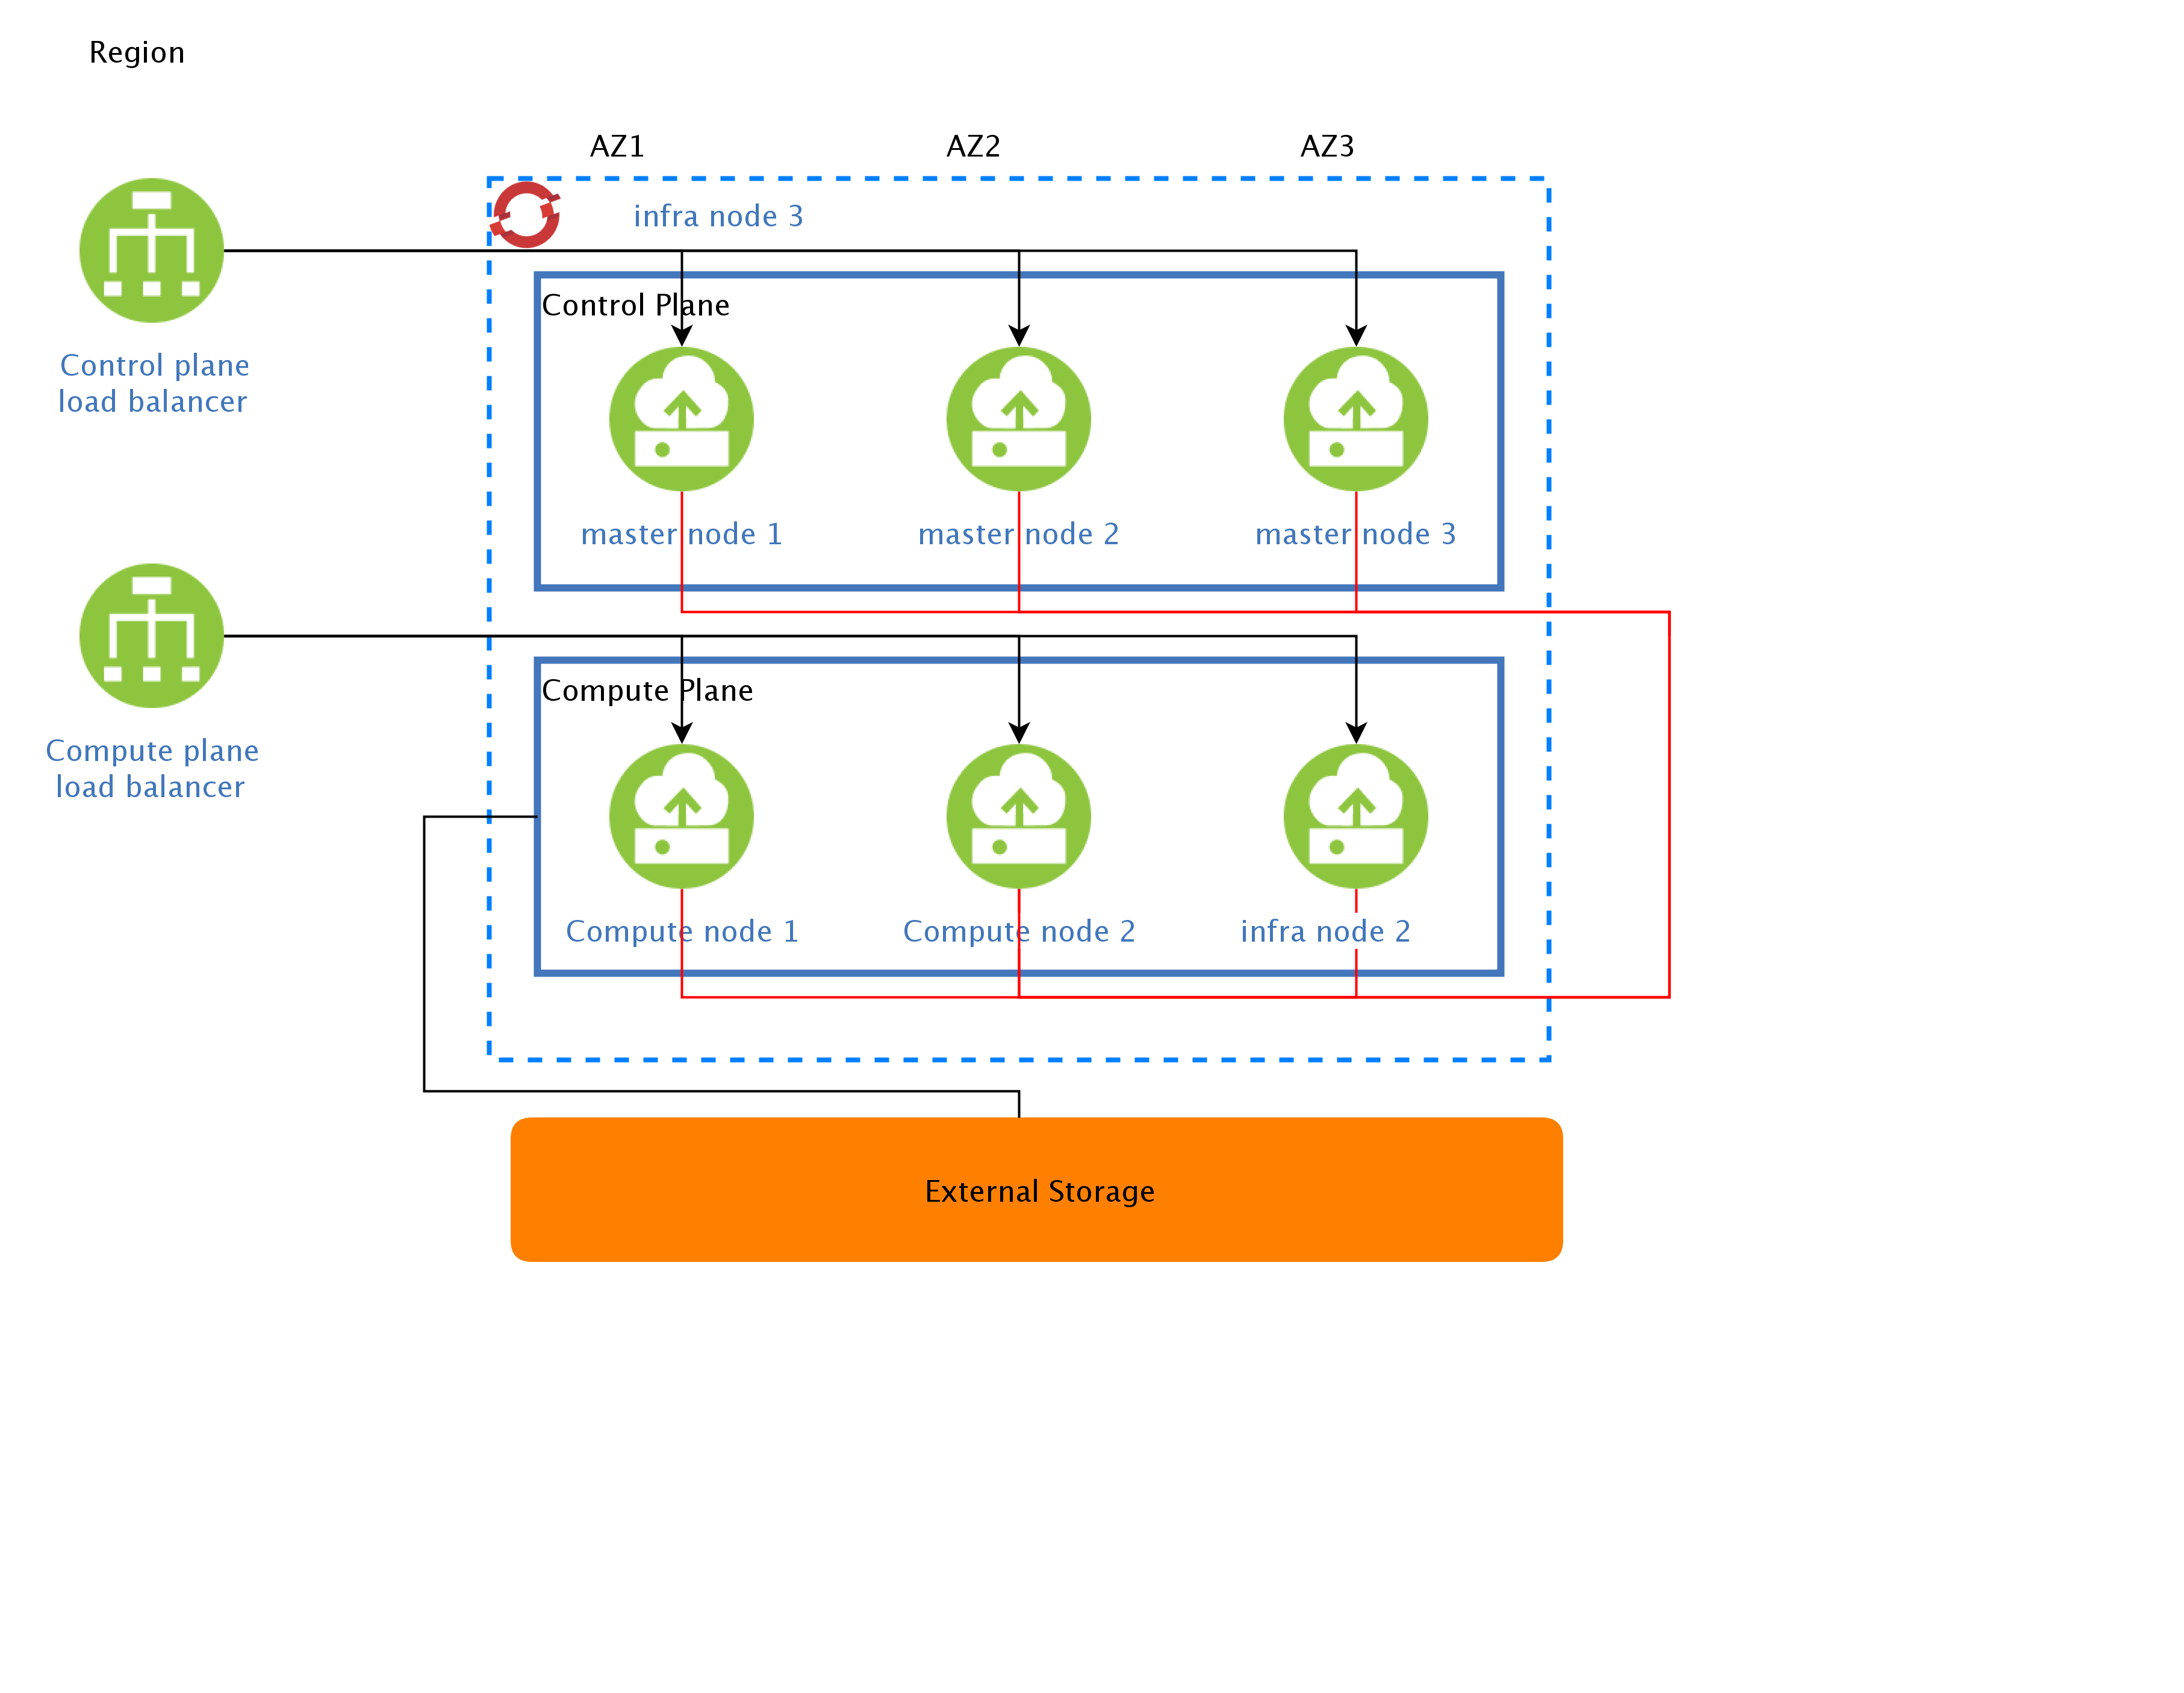 Region
AZ1
AZ2
AZ3
infra node 3
Control Plane
Control plane
load balancer
master node 1
master node 2
master node 3
Compute Plane
Compute plane
load balancer
Compute node 1
Compute node 2
infra node 2
External Storage